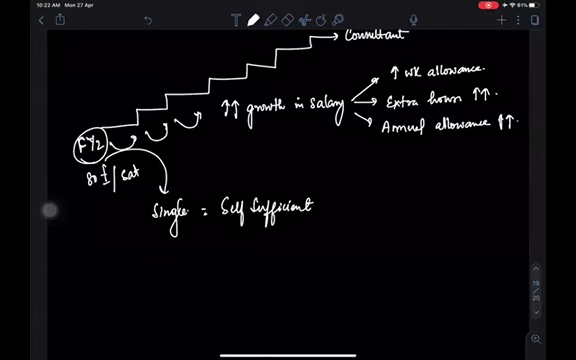 10:22 AM Mon 27 Apr
61%
Consultant
↑ WK allowance.
↑↑ growth in salary
Extra hours ↑↑.
Annual allowance ↑↑
FY2
80 £ / Sat
Single = Self Sufficient
19
20